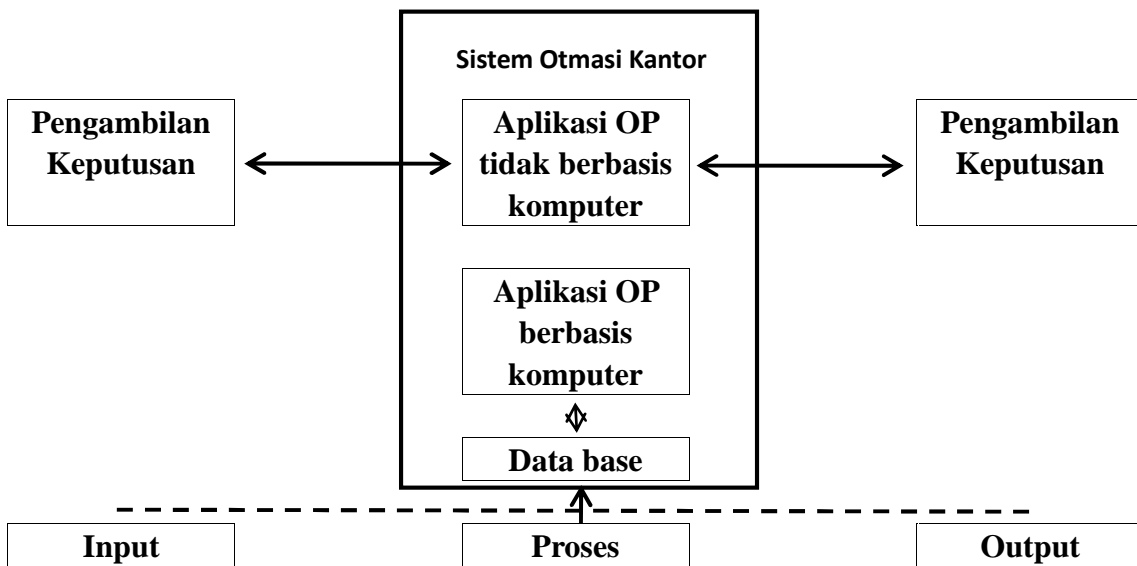 Sistem Otmasi Kantor
Pengambilan
Keputusan
Aplikasi OP
tidak berbasis
komputer
Pengambilan
Keputusan
Aplikasi OP
berbasis
komputer
Data base
Input
Proses
Output